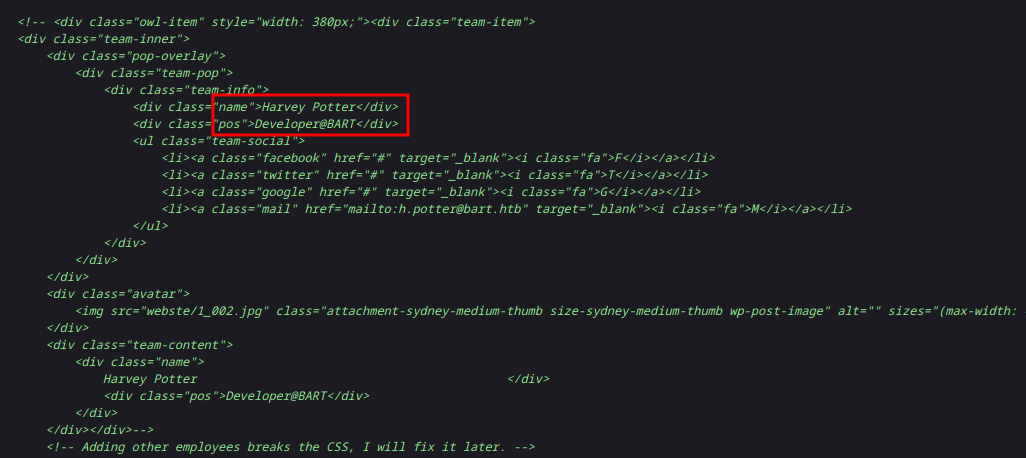 <!-- <div class="owl-item" style="width: 380px;"><div class="team-item">
<div class="team-inner">
<div class="pop-overlay">
<div class="team-pop">
<div class="team-info">
<div class="name">Harvey Potter</div>
<div class="pos">Developer@BART</div>
<ul class="team-social">
<li><a class="facebook" href="#" target="_blank"><i class="fa">F</i></a></li>
<li><a class="twitter" href="#" target="_blank"><i class="fa">T</i></a></li>
<li><a class="google" href="#" target="_blank"><i class="fa">G</i></a></li>
<li><a class="mail" href="mailto:h.potter@bart.htb" target="_blank"><i class="fa">M</i></a></li>
</ul>
</div>
</div>
</div>
<div class="avatar">
<img src="webste/1_002.jpg" class="attachment-sydney-medium-thumb size-sydney-medium-thumb wp-post-image" alt="" sizes="(max-width:
</div>
<div class="team-content">
<div class="name">
Harvey Potter </div>
<div class="pos">Developer@BART</div>
</div>
</div></div>-->
<!-- Adding other employees breaks the CSS, I will fix it later. -->